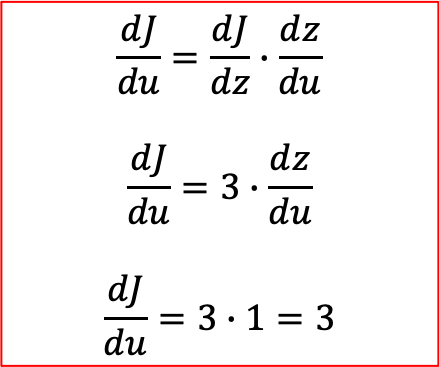 dJ/du = dJ/dz · dz/du
dJ/du = 3 · dz/du
dJ/du = 3 · 1 = 3